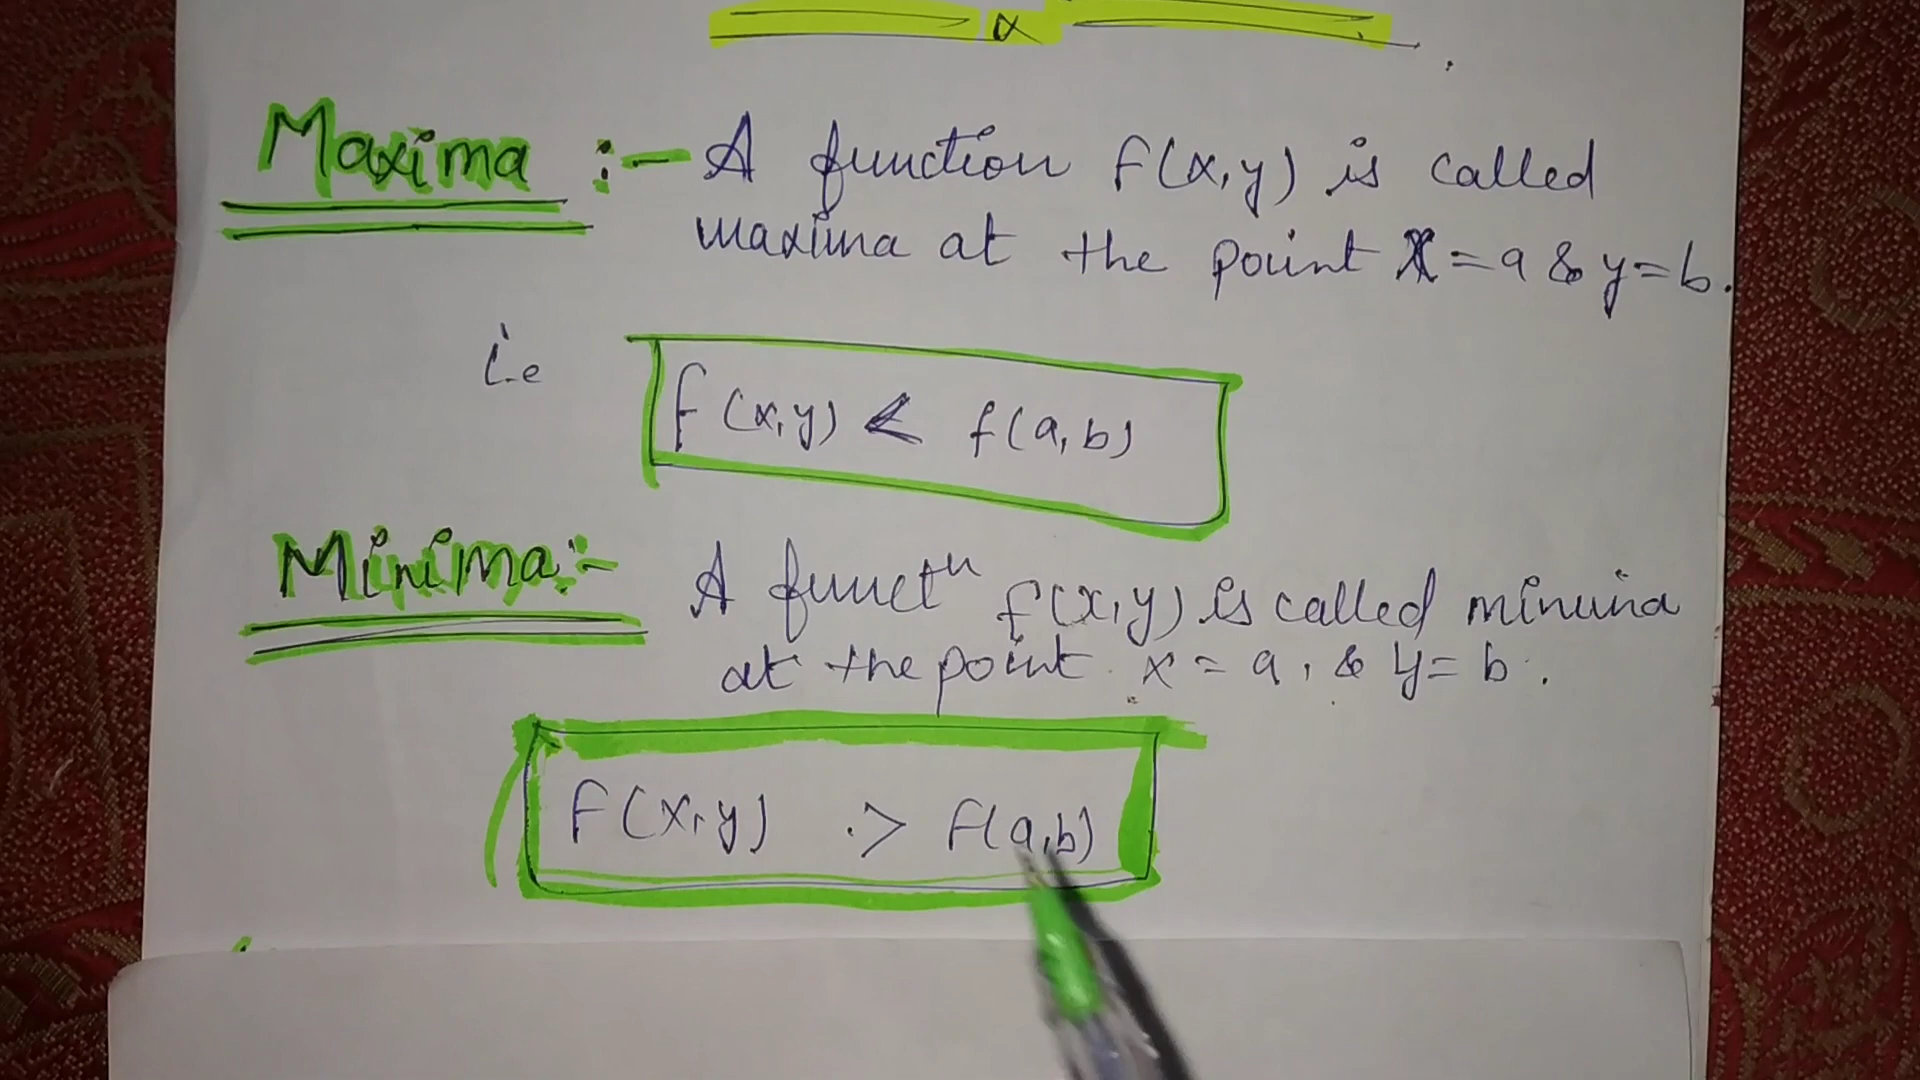 Maxima :- A function f(x,y) is called
maxima at the point X=a & y=b.
i.e
f(x,y) < f(a,b)
Minima:- A functn f(x,y) is called minima
at the point x = a, & y= b.
F(x,y) > F(a,b)